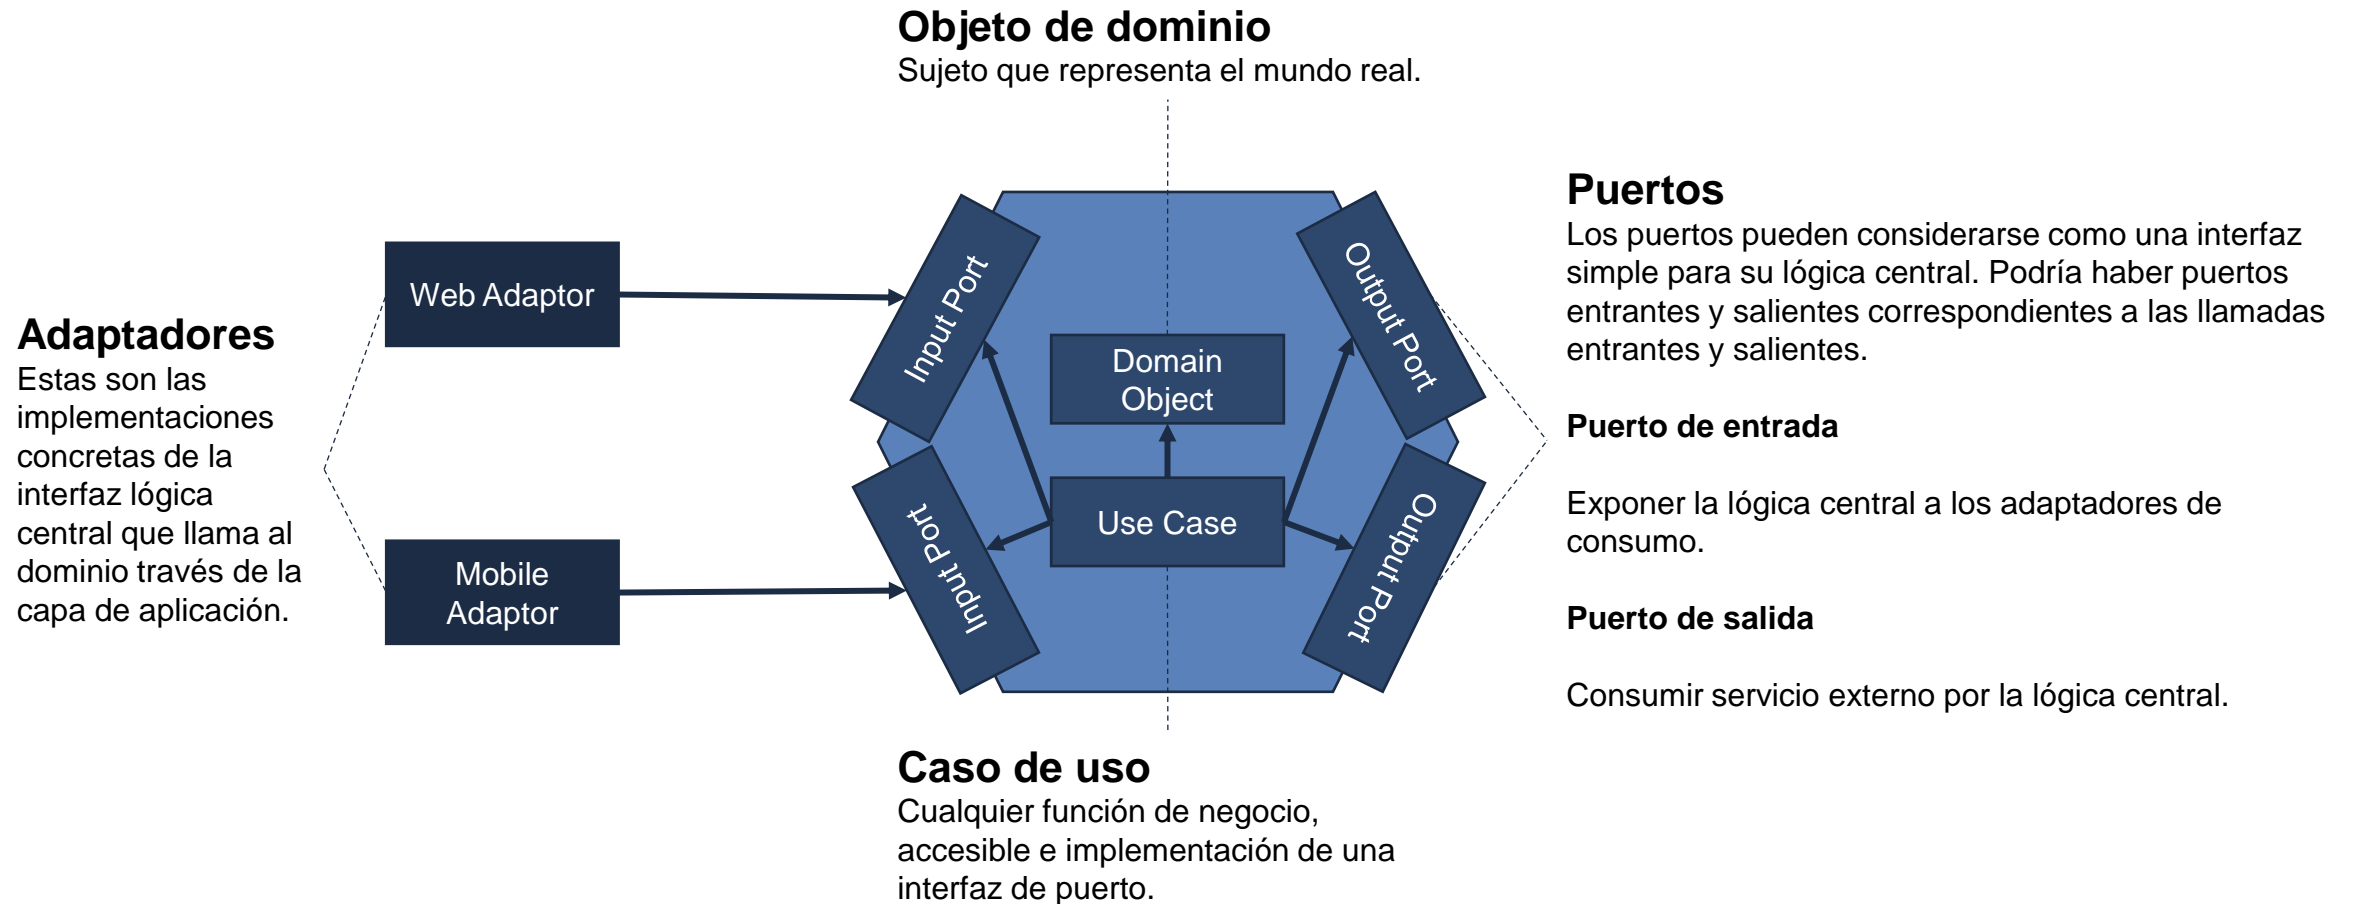 Objeto de dominio
Sujeto que representa el mundo real.
Adaptadores
Estas son las
implementaciones
concretas de la
interfaz lógica
central que llama al
dominio través de la
capa de aplicación.
Web Adaptor
Mobile
Adaptor
Input Port
Input Port
Domain
Object
Use Case
Output Port
Output Port
Puertos
Los puertos pueden considerarse como una interfaz
simple para su lógica central. Podría haber puertos
entrantes y salientes correspondientes a las llamadas
entrantes y salientes.
Puerto de entrada
Exponer la lógica central a los adaptadores de
consumo.
Puerto de salida
Consumir servicio externo por la lógica central.
Caso de uso
Cualquier función de negocio,
accesible e implementación de una
interfaz de puerto.